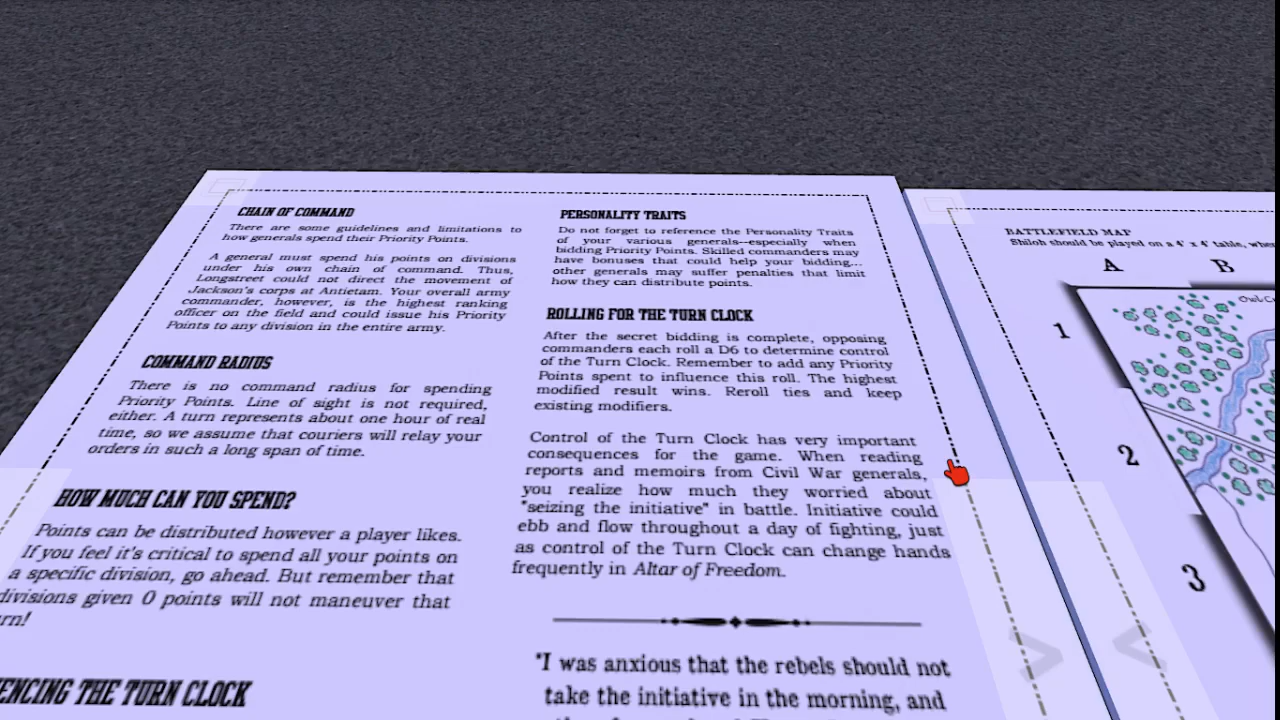 CHAIN OF COMMAND
There are some guidelines and limitations to
how generals spend their Priority Points.
A general must spend his points on divisions
under his own chain of command. Thus,
Longstreet could not direct the movement of
Jackson's corps at Antietam. Your overall army
commander, however, is the highest ranking
officer on the field and could issue his Priority
Points to any division in the entire army.
COMMAND RADIUS
There is no command radius for spending
Priority Points. Line of sight is not required,
either. A turn represents about one hour of real
time, so we assume that couriers will relay your
orders in such a long span of time.
HOW MUCH CAN YOU SPEND?
Points can be distributed however a player likes.
If you feel it's critical to spend all your points on
a specific division, go ahead. But remember that
divisions given 0 points will not maneuver that
rn!
ENCING THE TURN CLOCK
PERSONALITY TRAITS
Do not forget to reference the Personality Traits
of your various generals--especially when
bidding Priority Points. Skilled commanders may
have bonuses that could help your bidding...
other generals may suffer penalties that limit
how they can distribute points.
ROLLING FOR THE TURN CLOCK
After the secret bidding is complete, opposing
commanders each roll a D6 to determine control
of the Turn Clock. Remember to add any Priority
Points spent to influence this roll. The highest
modified result wins. Reroll ties and keep
existing modifiers.
Control of the Turn Clock has very important
consequences for the game. When reading
reports and memoirs from Civil War generals,
you realize how much they worried about
"seizing the initiative" in battle. Initiative could
ebb and flow throughout a day of fighting, just
as control of the Turn Clock can change hands
frequently in Altar of Freedom.
"I was anxious that the rebels should not
take the initiative in the morning, and
> <
BATTLEFIELD MAP
Shiloh should be played on a 4' x 4' table, whe
A B
Owl C
1
2
3